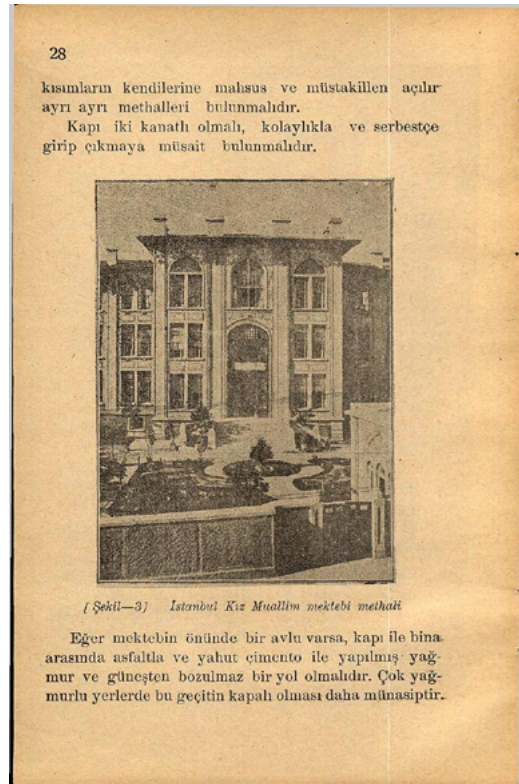 28
kısımların kendilerine mahsus ve müstakillen açılır
ayrı ayrı methalleri bulunmalıdır.
Kapı iki kanatlı olmalı, kolaylıkla ve serbestçe
girip çıkmaya müsait bulunmalıdır.
[Şekil—3] İstanbul Kız Muallim mektebi methali
Eğer mektebin önünde bir avlu varsa, kapı ile bina
arasında asfaltla ve yahut çimento ile yapılmış yağ-
mur ve güneşten bozulmaz bir yol olmalıdır. Çok yağ-
murlu yerlerde bu geçitin kapalı olması daha münasiptir.